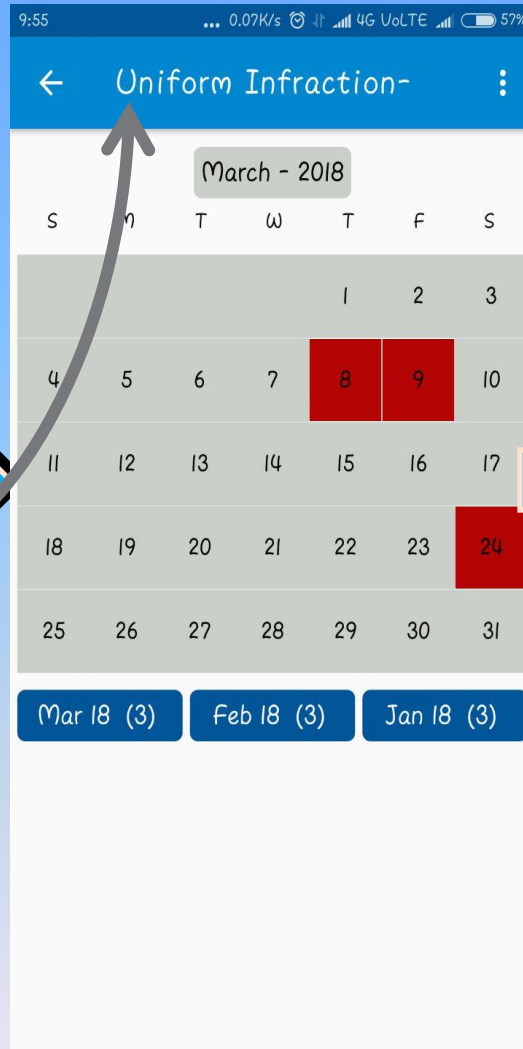 9:55 ... 0.07K/s 4G VoLTE 57%
Uniform Infraction-
March - 2018
S M T W T F S
1 2 3
4 5 6 7 8 9 10
11 12 13 14 15 16 17
18 19 20 21 22 23 24
25 26 27 28 29 30 31
Mar 18 (3) Feb 18 (3) Jan 18 (3)